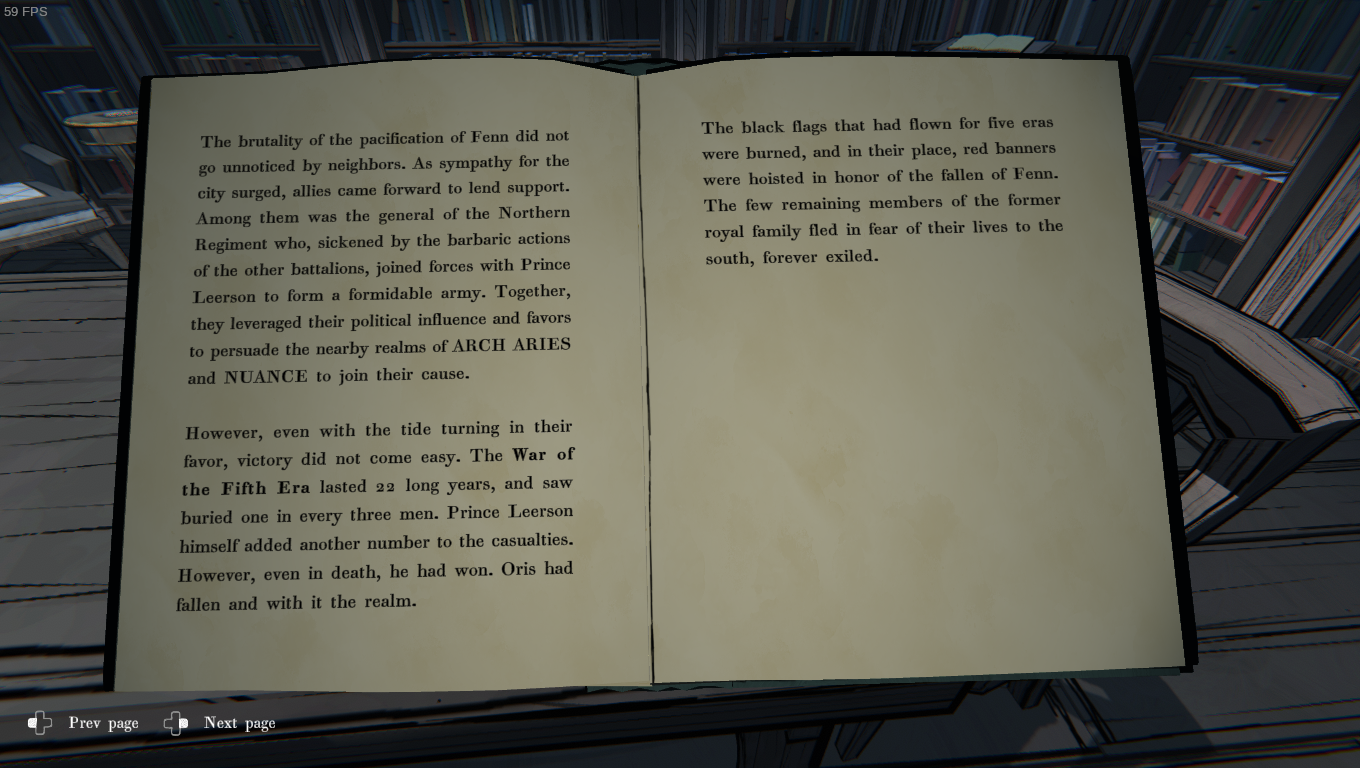 59 FPS
The brutality of the pacification of Fenn did not
go unnoticed by neighbors. As sympathy for the
city surged, allies came forward to lend support.
Among them was the general of the Northern
Regiment who, sickened by the barbaric actions
of the other battalions, joined forces with Prince
Leerson to form a formidable army. Together,
they leveraged their political influence and favors
to persuade the nearby realms of ARCH ARIES
and NUANCE to join their cause.
However, even with the tide turning in their
favor, victory did not come easy. The War of
the Fifth Era lasted 22 long years, and saw
buried one in every three men. Prince Leerson
himself added another number to the casualties.
However, even in death, he had won. Oris had
fallen and with it the realm.
The black flags that had flown for five eras
were burned, and in their place, red banners
were hoisted in honor of the fallen of Fenn.
The few remaining members of the former
royal family fled in fear of their lives to the
south, forever exiled.
Prev page Next page